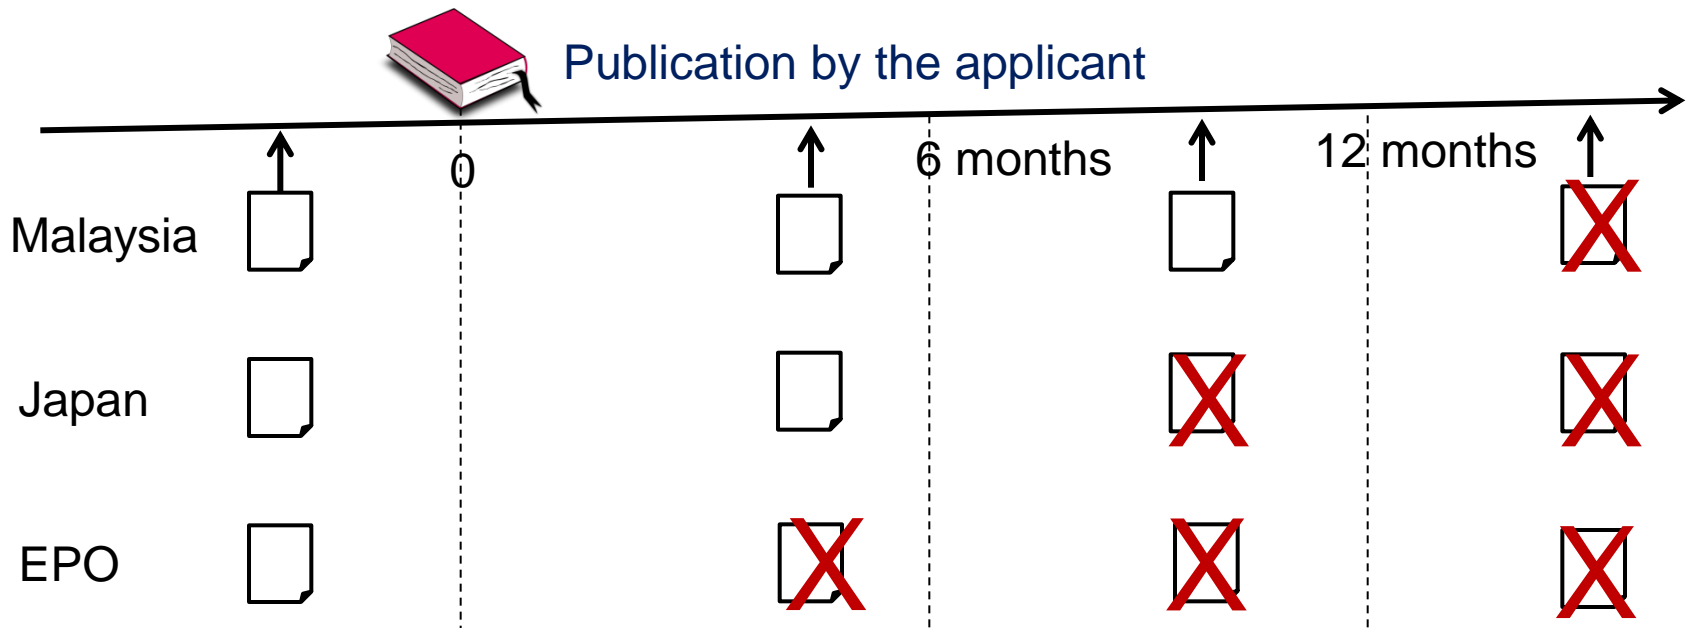 Publication by the applicant
0
6 months
12 months
Malaysia
X
Japan
X
X
EPO
X
X
X